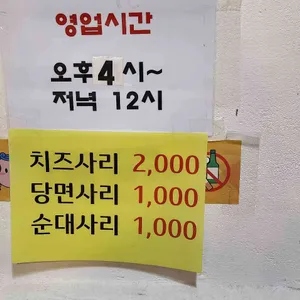 영업시간
오후4시~
저녁 12시
치즈사리 2,000
당면사리 1,000
순대사리 1,000